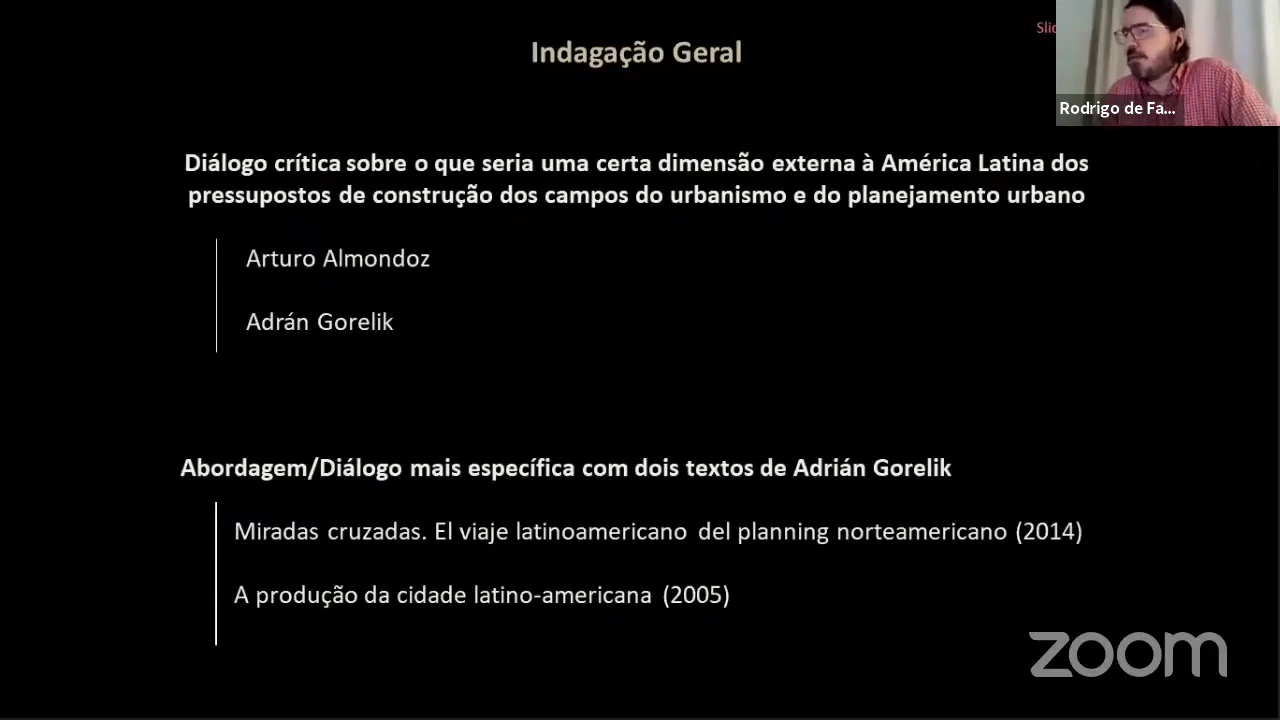 Indagação Geral
Slid
Rodrigo de Fa...
Diálogo crítica sobre o que seria uma certa dimensão externa à América Latina dos
pressupostos de construção dos campos do urbanismo e do planejamento urbano
Arturo Almondoz
Adrán Gorelik
Abordagem/Diálogo mais específica com dois textos de Adrián Gorelik
Miradas cruzadas. El viaje latinoamericano del planning norteamericano (2014)
A produção da cidade latino-americana (2005)
zoom